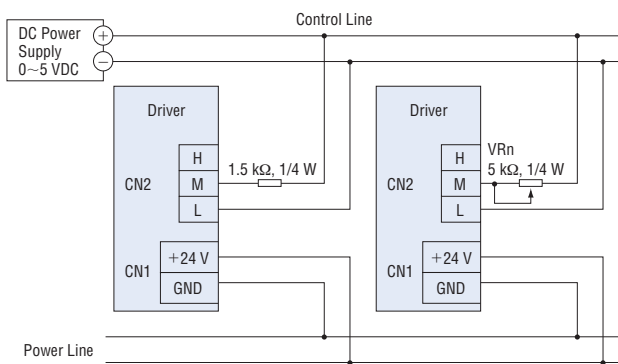 Control Line
DC Power
Supply
0~5 VDC
+
−
Driver
H
M
L
CN2
1.5 kΩ, 1/4 W
CN1
+24 V
GND
Driver
H
M
L
CN2
VRn
5 kΩ, 1/4 W
CN1
+24 V
GND
Power Line